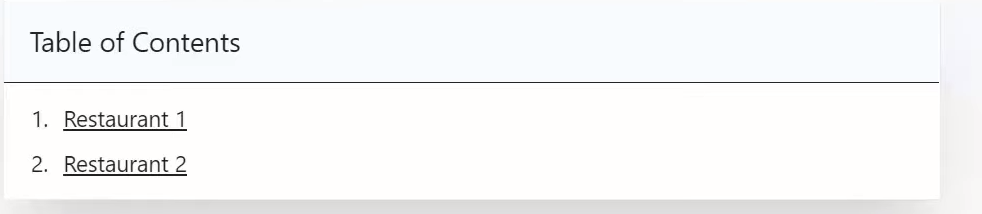 Table of Contents
1. Restaurant 1
2. Restaurant 2